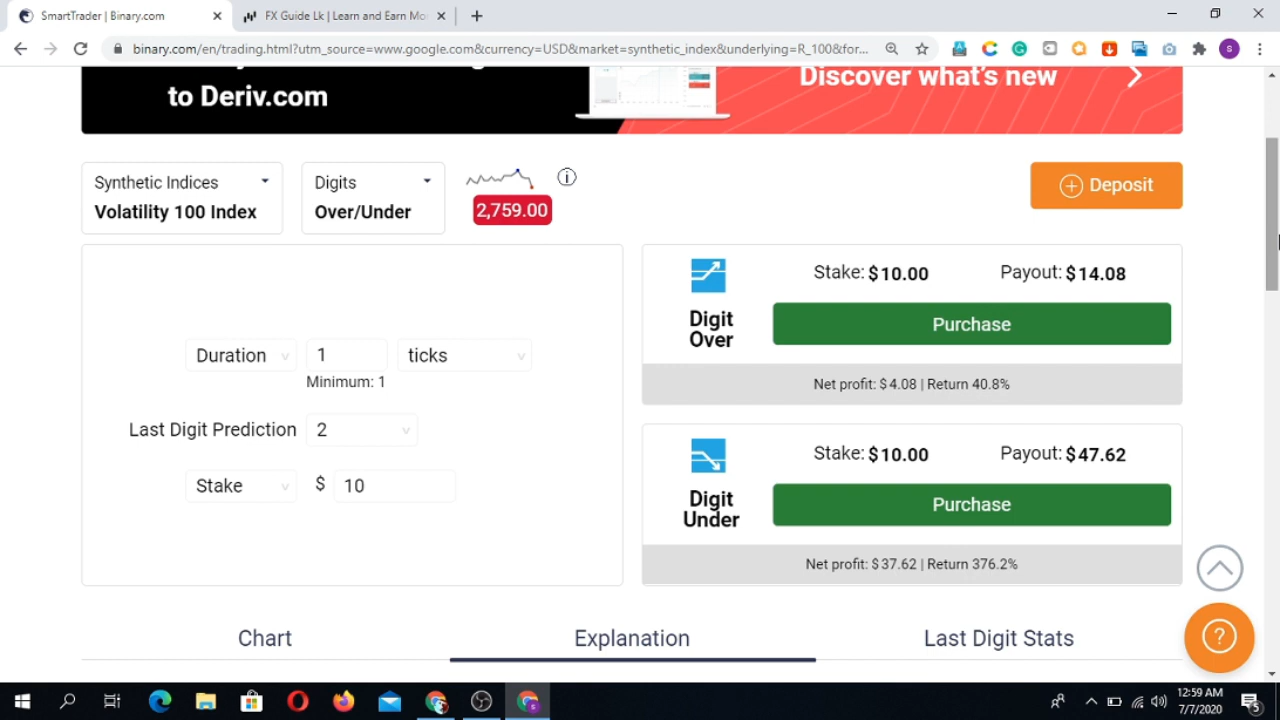 SmartTrader | Binary.com
FX Guide Lk | Learn and Earn Mo
binary.com/en/trading.html?utm_source=www.google.com&currency=USD&market=synthetic_index&underlying=R_100&for...
S
to Deriv.com
Discover what's new
Synthetic Indices
Volatility 100 Index
Digits
Over/Under
2,759.00
Deposit
Duration 1 ticks
Minimum: 1
Last Digit Prediction 2
Stake $ 10
Digit
Over
Stake: $10.00 Payout: $14.08
Purchase
Net profit: $4.08 | Return 40.8%
Digit
Under
Stake: $10.00 Payout: $47.62
Purchase
Net profit: $37.62 | Return 376.2%
?
Chart Explanation Last Digit Stats
12:59 AM
7/7/2020
5